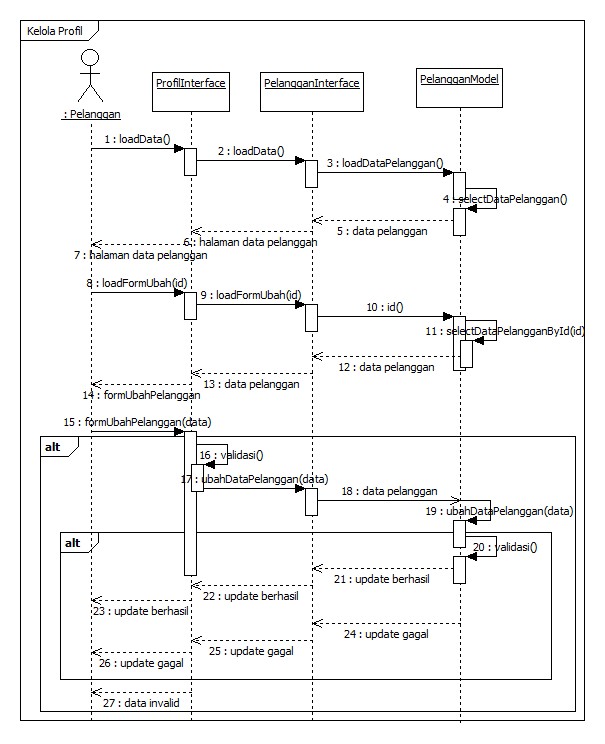 Kelola Profil
: Pelanggan
ProfilInterface
PelangganInterface
PelangganModel
1 : loadData()
2 : loadData()
3 : loadDataPelanggan()
4 : selectDataPelanggan()
5 : data pelanggan
6 : halaman data pelanggan
7 : halaman data pelanggan
8 : loadFormUbah(id)
9 : loadFormUbah(id)
10 : id()
11 : selectDataPelangganById(id)
12 : data pelanggan
13 : data pelanggan
14 : formUbahPelanggan
15 : formUbahPelanggan(data)
alt
16 : validasi()
17 : ubahDataPelanggan(data)
18 : data pelanggan
19 : ubahDataPelanggan(data)
alt
20 : validasi()
21 : update berhasil
22 : update berhasil
23 : update berhasil
24 : update gagal
25 : update gagal
26 : update gagal
27 : data invalid